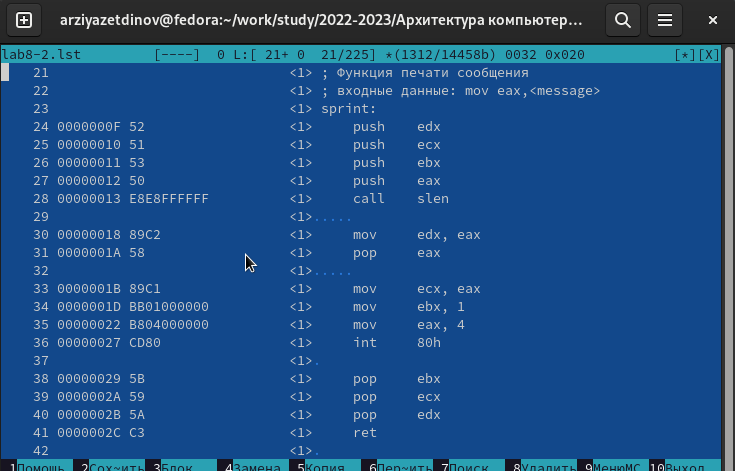 arziyazetdinov@fedora:~/work/study/2022-2023/Архитектура компьютер...
lab8-2.lst [----] 0 L:[ 21+ 0 21/225] *(1312/14458b) 0032 0x020 [*][X]
21 <1> ; Функция печати сообщения
22 <1> ; входные данные: mov eax,<message>
23 <1> sprint:
24 0000000F 52 <1> push edx
25 00000010 51 <1> push ecx
26 00000011 53 <1> push ebx
27 00000012 50 <1> push eax
28 00000013 E8E8FFFFFF <1> call slen
29 <1>.....
30 00000018 89C2 <1> mov edx, eax
31 0000001A 58 <1> pop eax
32 <1>.....
33 0000001B 89C1 <1> mov ecx, eax
34 0000001D BB01000000 <1> mov ebx, 1
35 00000022 B804000000 <1> mov eax, 4
36 00000027 CD80 <1> int 80h
37 <1>.
38 00000029 5B <1> pop ebx
39 0000002A 59 <1> pop ecx
40 0000002B 5A <1> pop edx
41 0000002C C3 <1> ret
42 <1>.
1Помощь 2Сох~ить 3Блок 4Замена 5Копия 6Пер~ить 7Поиск 8Удалить 9МенюMC 10Выход